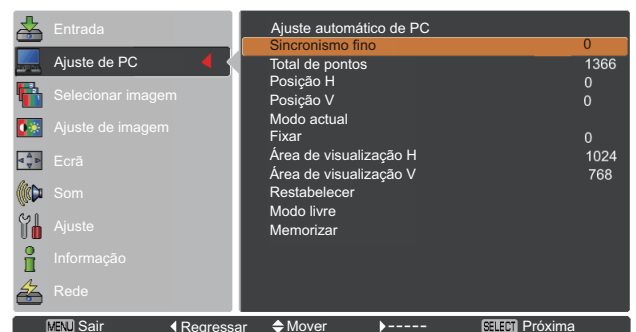 Entrada
Ajuste de PC
Selecionar imagem
Ajuste de imagem
Ecrã
Som
Ajuste
Informação
Rede
Ajuste automático de PC
Sincronismo fino 0
Total de pontos 1366
Posição H 0
Posição V 0
Modo actual
Fixar 0
Área de visualização H 1024
Área de visualização V 768
Restabelecer
Modo livre
Memorizar
MENU Sair Regressar Mover ----- SELECT Próxima